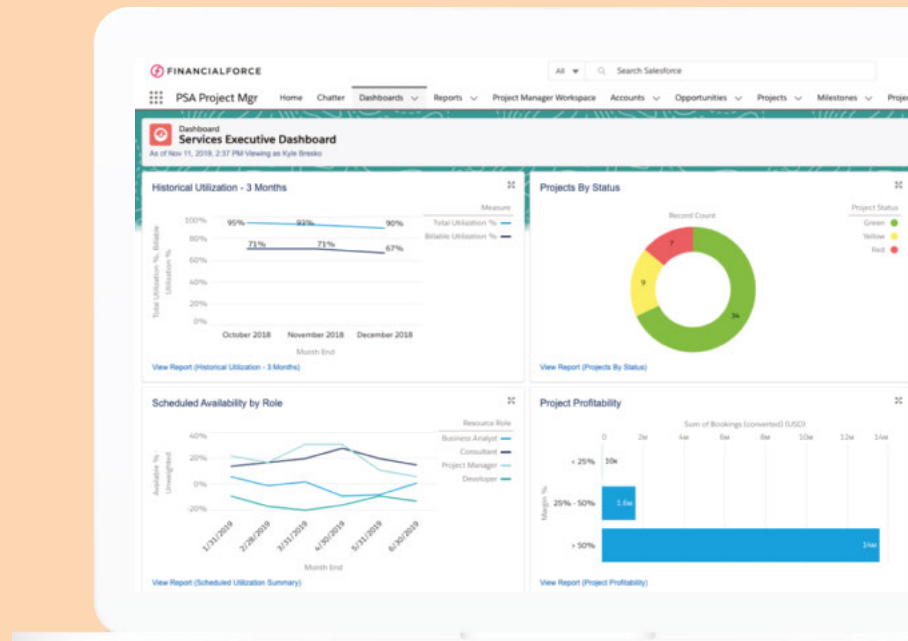 FINANCIALFORCE
All
Search Salesforce
PSA Project Mgr
Home
Chatter
Dashboards
Reports
Project Manager Workspace
Accounts
Opportunities
Projects
Milestones
Projec
Dashboard
Services Executive Dashboard
As of Nov 11, 2019, 2:37 PM Viewing as Kyle Bresko
Historical Utilization - 3 Months
Measure
Total Utilization %
Billable Utilization %
Total Utilization %, Billable
Utilization %
100%
80%
60%
40%
20%
0%
95%
93%
90%
71%
71%
67%
October 2018
November 2018
December 2018
Month End
View Report (Historical Utilization - 3 Months)
Projects By Status
Record Count
Project Status
Green
Yellow
Red
7
9
34
View Report (Projects By Status)
Scheduled Availability by Role
Resource Role
Business Analyst
Consultant
Project Manager
Developer
Available %
Unweighted
40%
20%
0%
-20%
1/31/2019
2/28/2019
3/31/2019
4/30/2019
5/31/2019
6/30/2019
Month End
View Report (Scheduled Utilization Summary)
Project Profitability
Sum of Bookings (converted) (USD)
0
2M
4M
6M
8M
10M
12M
14M
Margin %
< 25%
10K
25% - 50%
1.6M
> 50%
14M
View Report (Project Profitability)